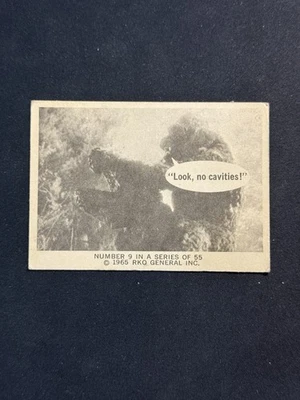 "Look, no cavities!"
NUMBER 9 IN A SERIES OF 55
© 1965 RKO GENERAL INC.